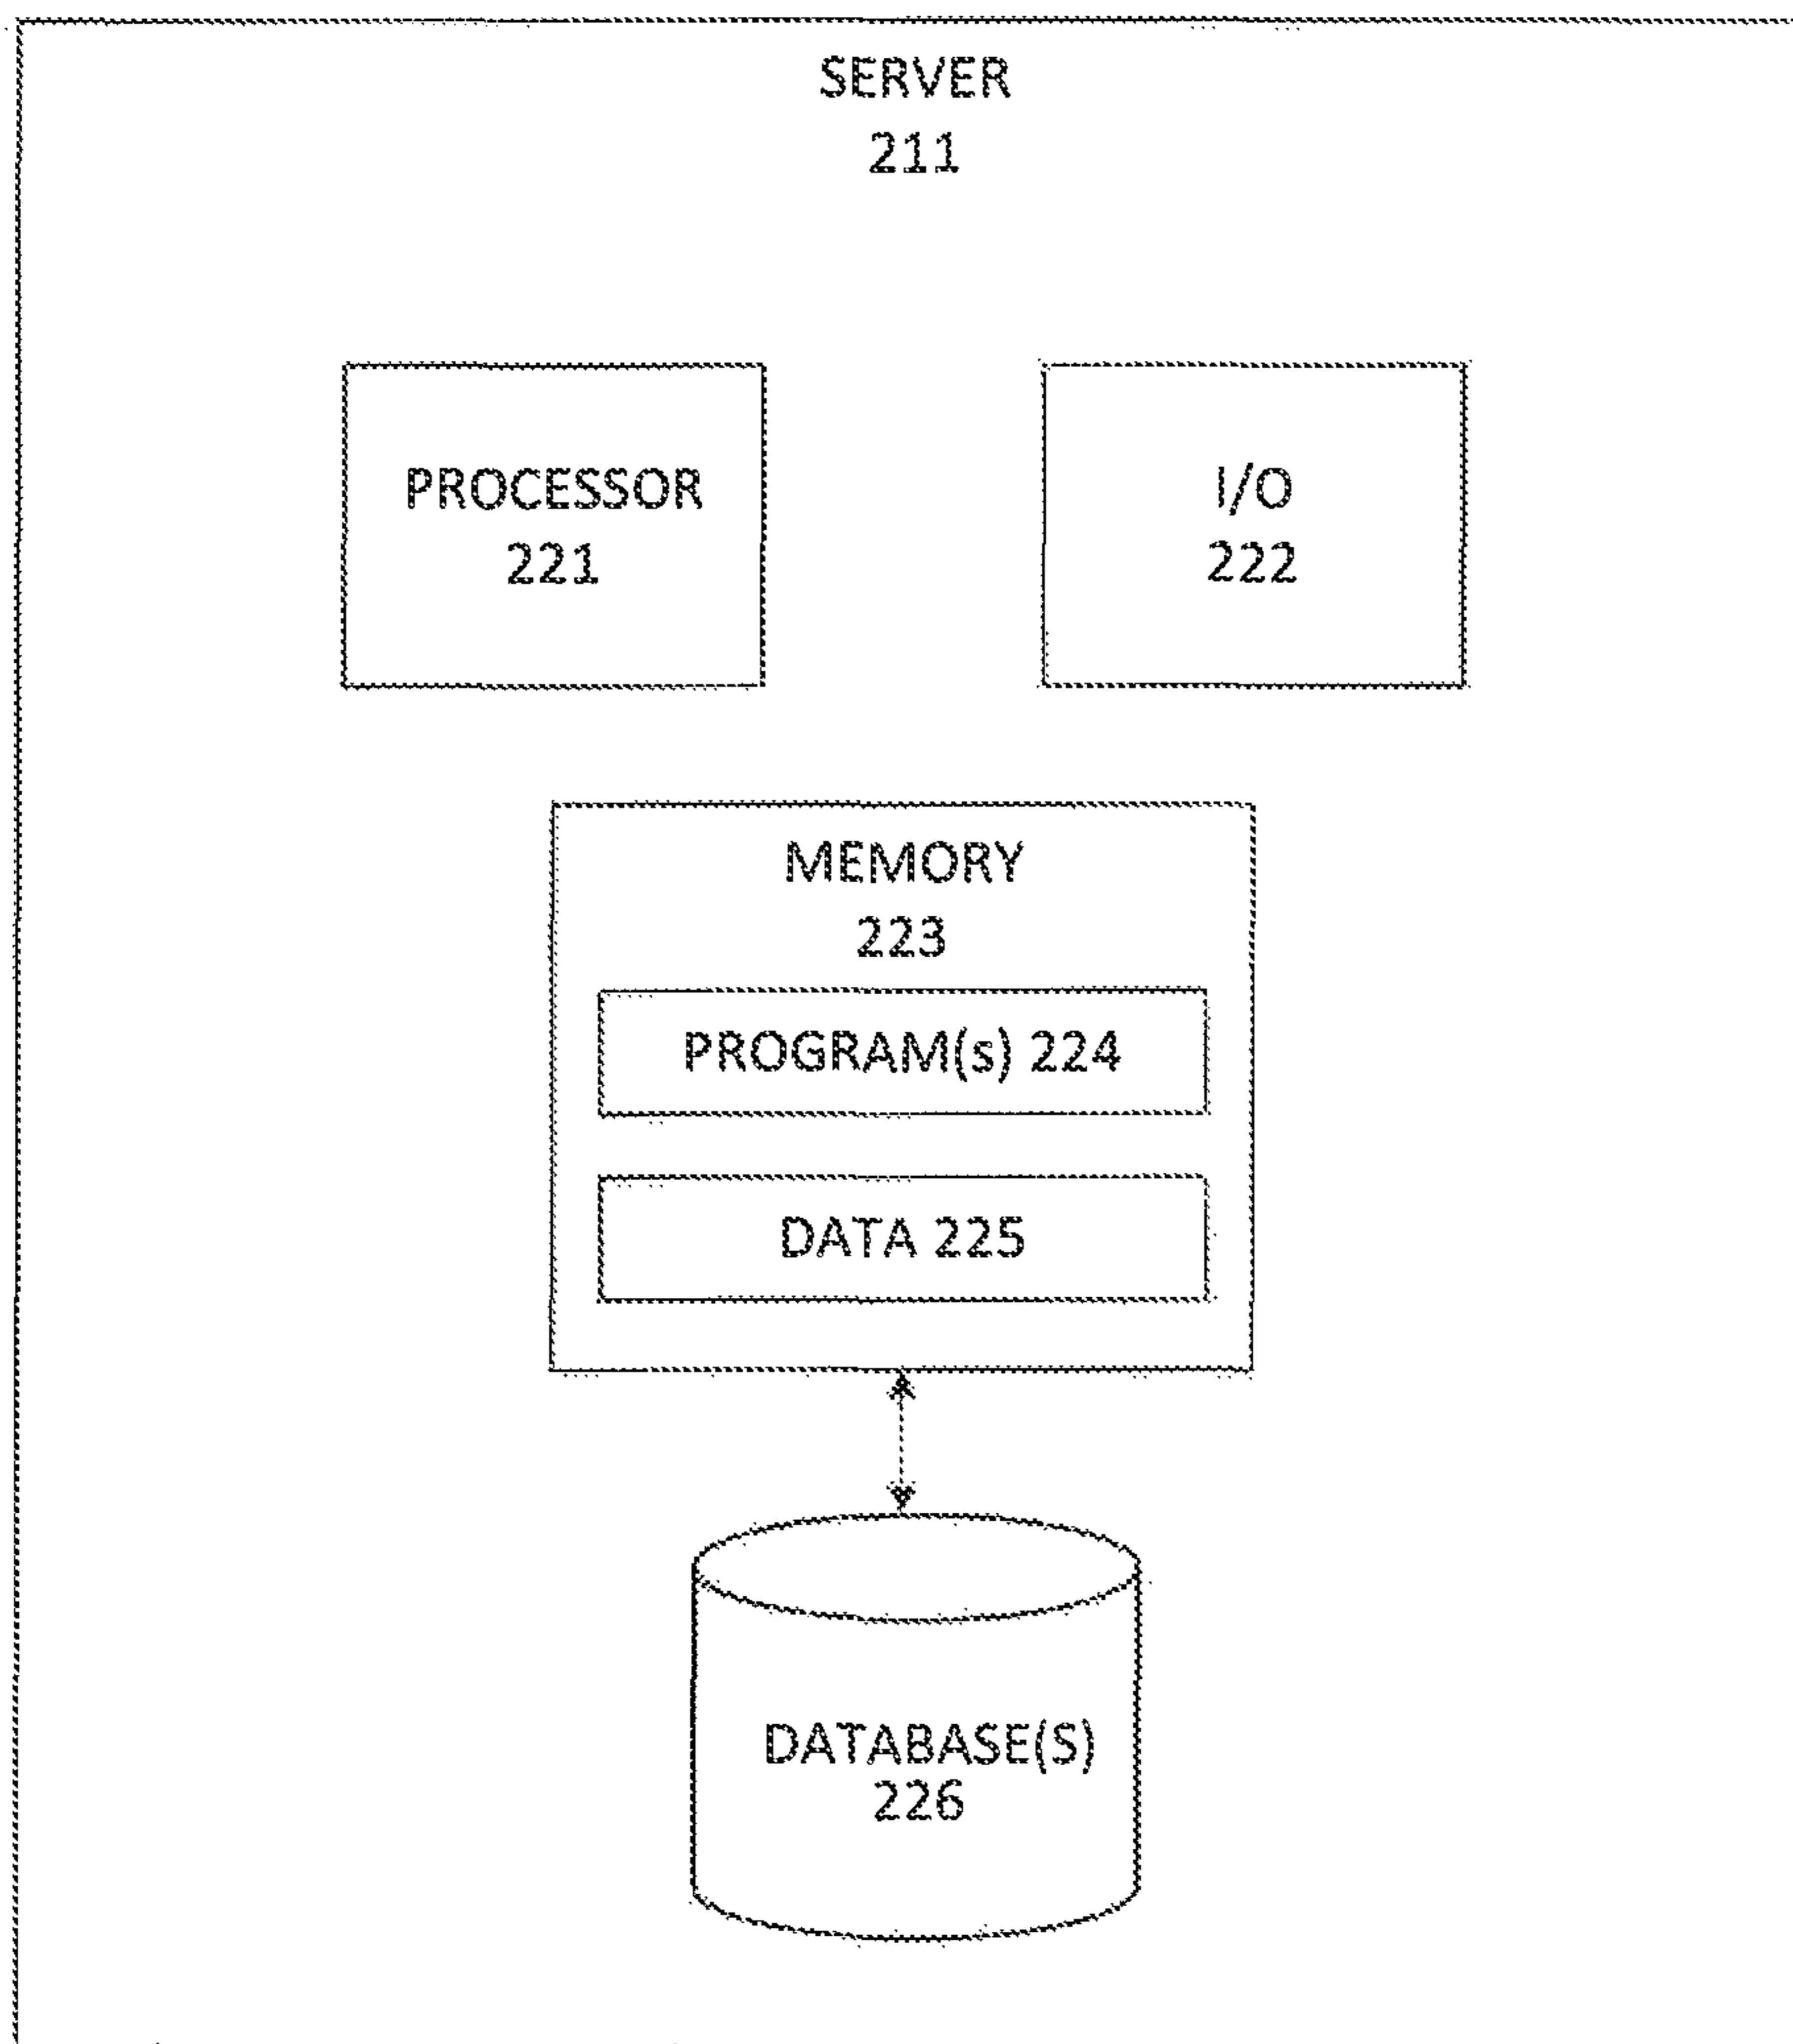 SERVER
211
PROCESSOR
221
I/O
222
MEMORY
223
PROGRAM(s) 224
DATA 225
DATABASE(S)
226